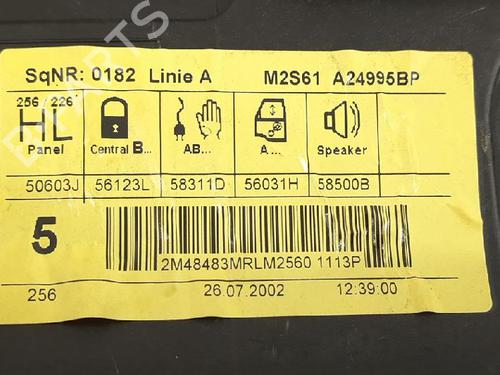 SqNR: 0182 Linie A M2S61 A24995BP
256 / 226
HL
Panel Central B... AB... A ... Speaker
50603J 56123L 58311D 56031H 58500B
5
2M48483MRLM2560 1113P
256 26.07.2002 12:39:00